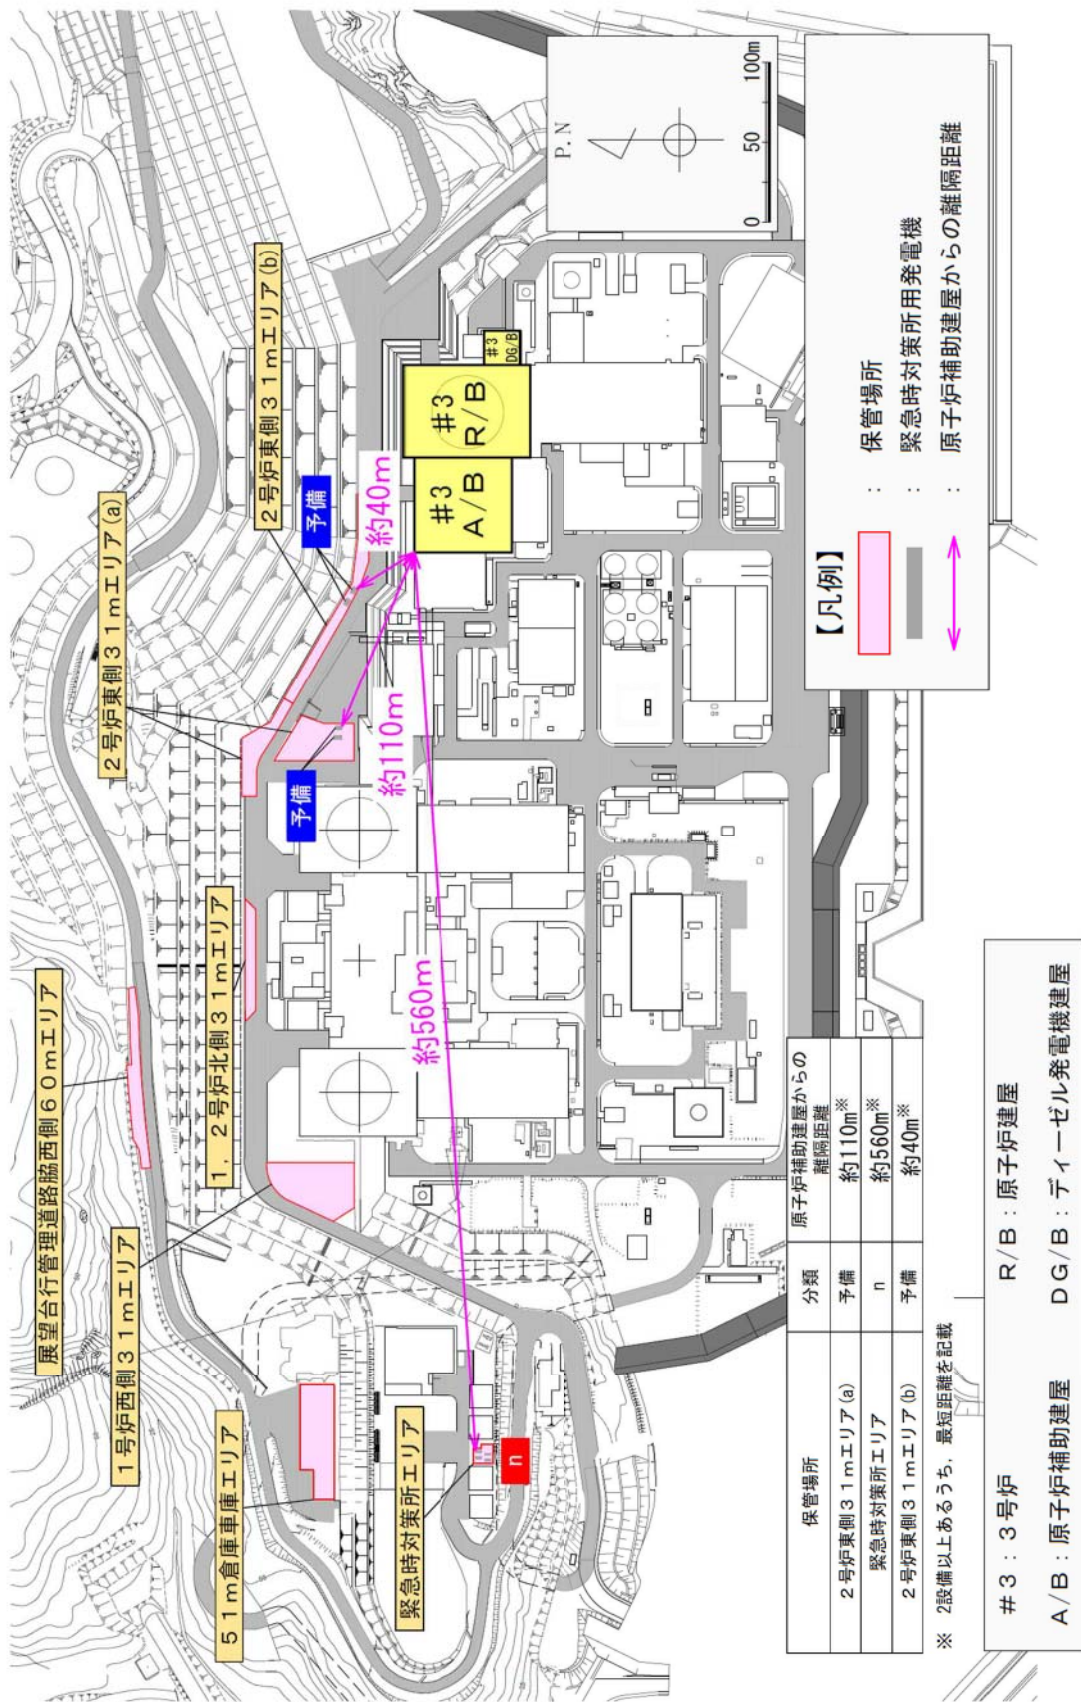 展望台行管理道路脇西側60mエリア
1号炉西側31mエリア
51m倉庫車庫エリア
1,2号炉北側31mエリア
2号炉東側31mエリア(a)
2号炉東側31mエリア(b)
緊急時対策所エリア
予備
予備
n
約40m
約110m
約560m
#3
A/B
#3
R/B
#3
DG/B
P.N
0 50 100m
【凡例】
: 保管場所
: 緊急時対策所用発電機
: 原子炉補助建屋からの離隔距離
保管場所 分類 原子炉補助建屋からの
離隔距離
2号炉東側31mエリア(a) 予備 約110m※
緊急時対策所エリア n 約560m※
2号炉東側31mエリア(b) 予備 約40m※
※ 2設備以上あるうち，最短距離を記載
#3:3号炉 R/B:原子炉建屋
A/B:原子炉補助建屋 DG/B:ディーゼル発電機建屋